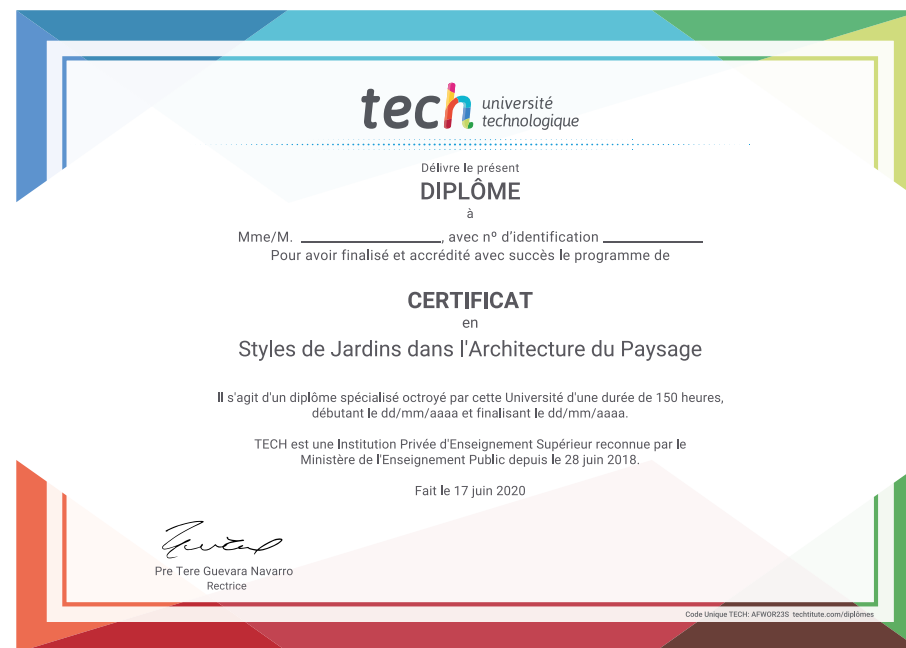 tech université
technologique
Délivre le présent
DIPLÔME
à
Mme/M. ____________________, avec nº d'identification ______________
Pour avoir finalisé et accrédité avec succès le programme de
CERTIFICAT
en
Styles de Jardins dans l'Architecture du Paysage
Il s'agit d'un diplôme spécialisé octroyé par cette Université d'une durée de 150 heures,
débutant le dd/mm/aaaa et finalisant le dd/mm/aaaa.
TECH est une Institution Privée d'Enseignement Supérieur reconnue par le
Ministère de l'Enseignement Public depuis le 28 juin 2018.
Fait le 17 juin 2020
Pre Tere Guevara Navarro
Rectrice
Code Unique TECH: AFWOR23S techtitute.com/diplômes